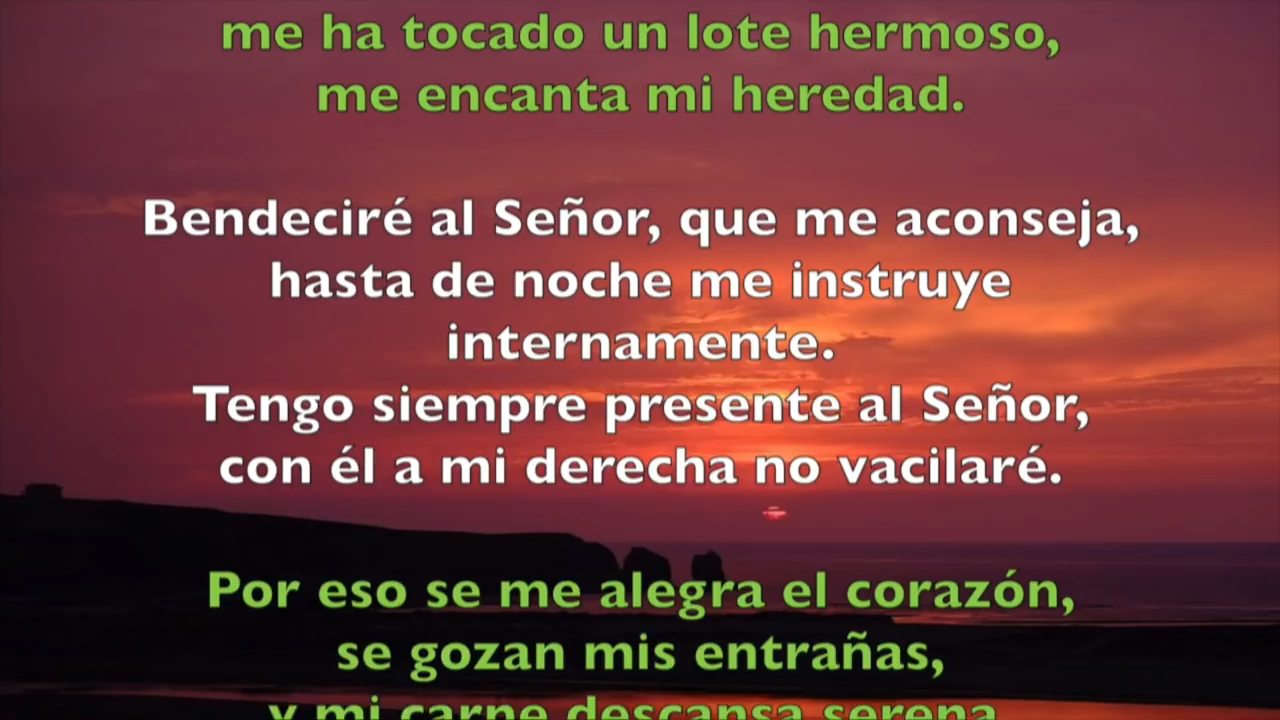 me ha tocado un lote hermoso,
me encanta mi heredad.
Bendeciré al Señor, que me aconseja,
hasta de noche me instruye
internamente.
Tengo siempre presente al Señor,
con él a mi derecha no vacilaré.
Por eso se me alegra el corazón,
se gozan mis entrañas,
y mi carne descansa serena